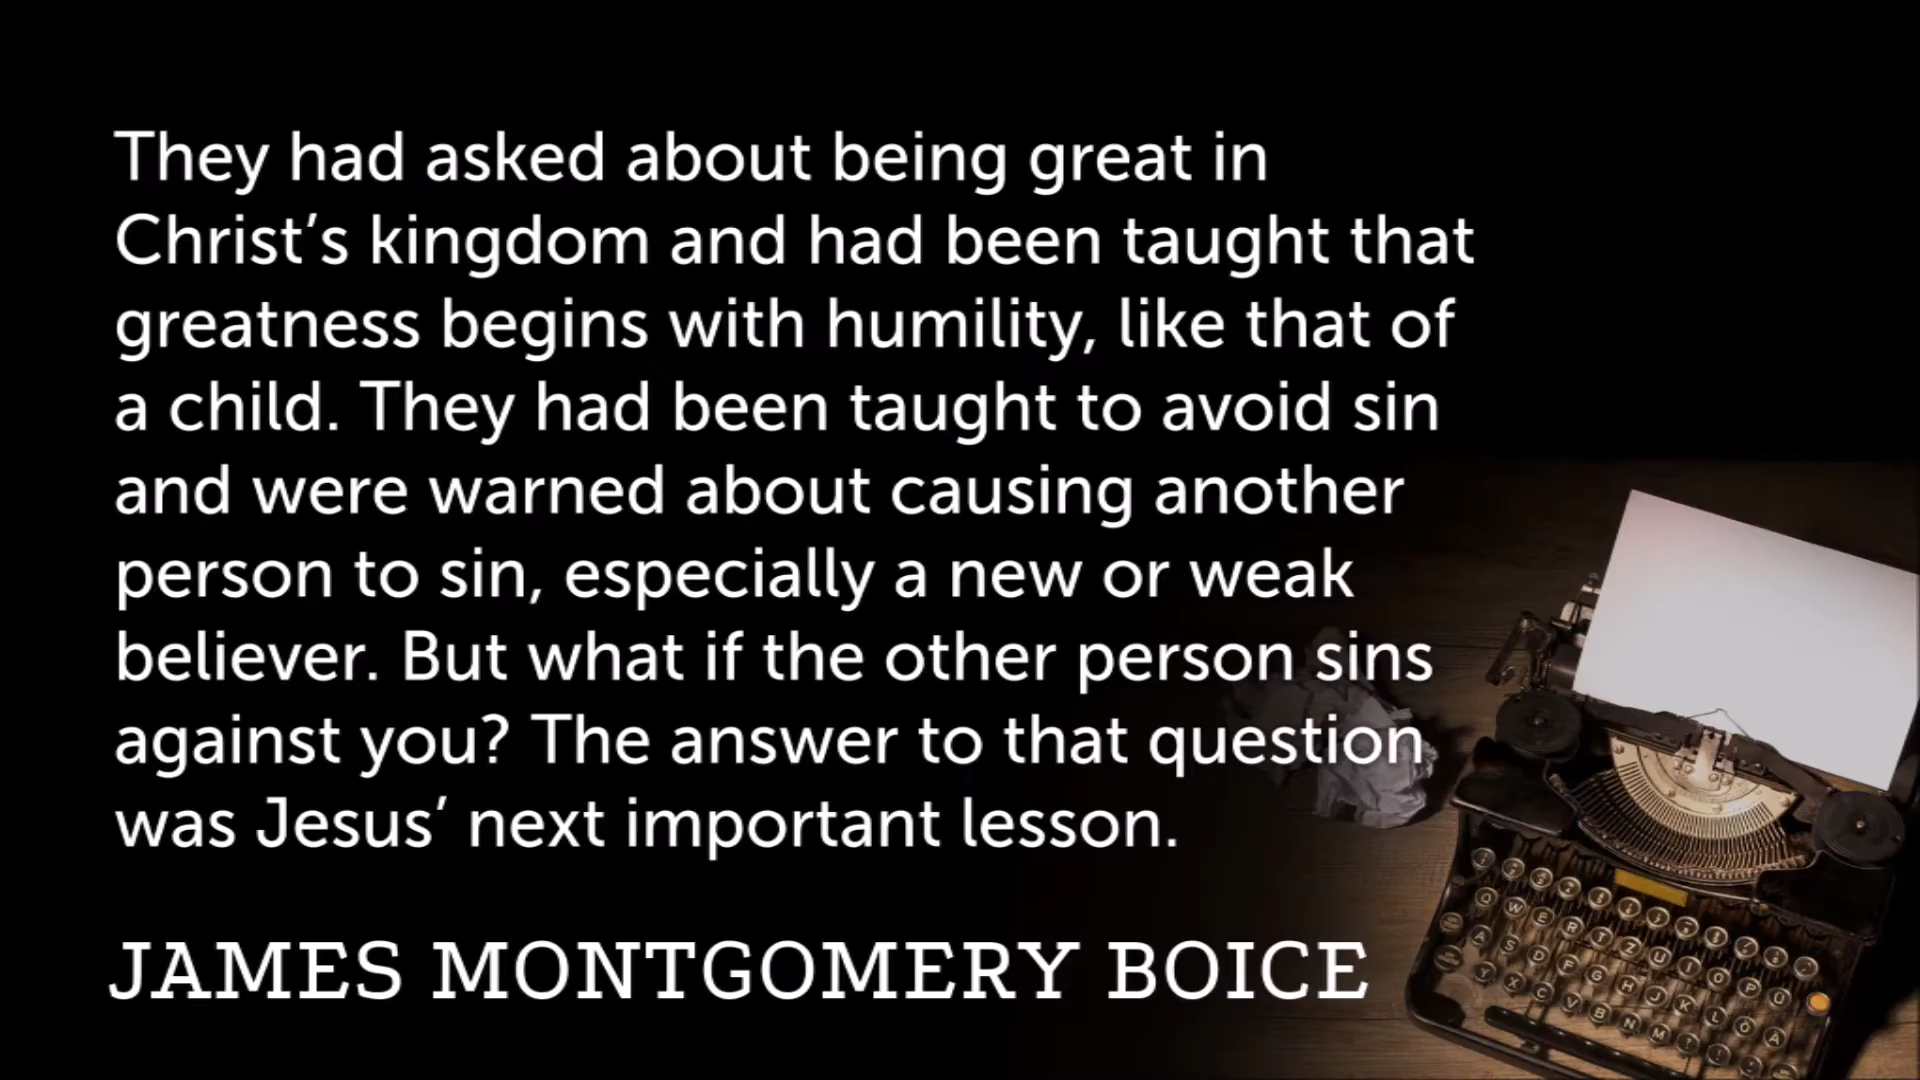 They had asked about being great in
Christ’s kingdom and had been taught that
greatness begins with humility, like that of
a child. They had been taught to avoid sin
and were warned about causing another
person to sin, especially a new or weak
believer. But what if the other person sins
against you? The answer to that question
was Jesus’ next important lesson.
JAMES MONTGOMERY BOICE
Q W E R T Z U I O P Ü
A S D F G H J K L Ö Ä
Y X C V B N M